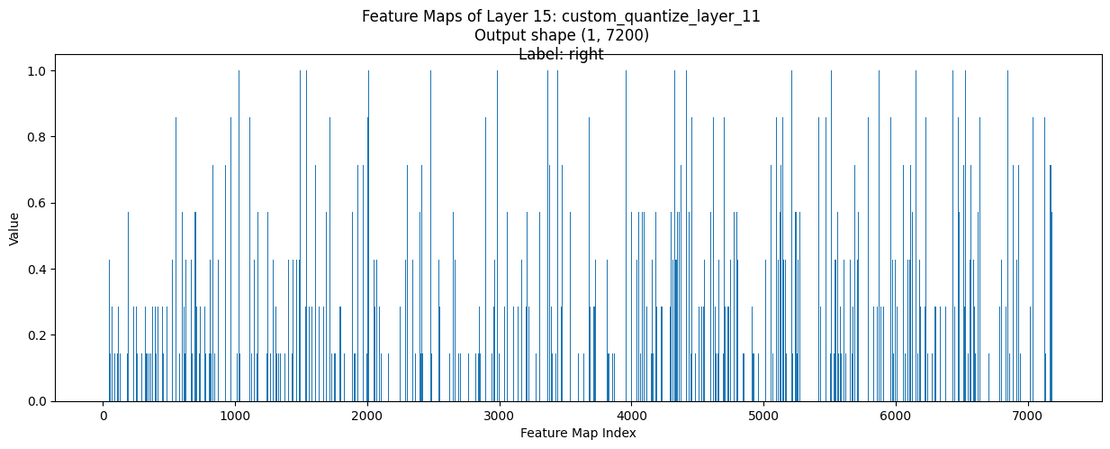 Feature Maps of Layer 15: custom_quantize_layer_11
Output shape (1, 7200)
Label: right
1.0
0.8
0.6
0.4
0.2
0.0
Value
0 1000 2000 3000 4000 5000 6000 7000
Feature Map Index